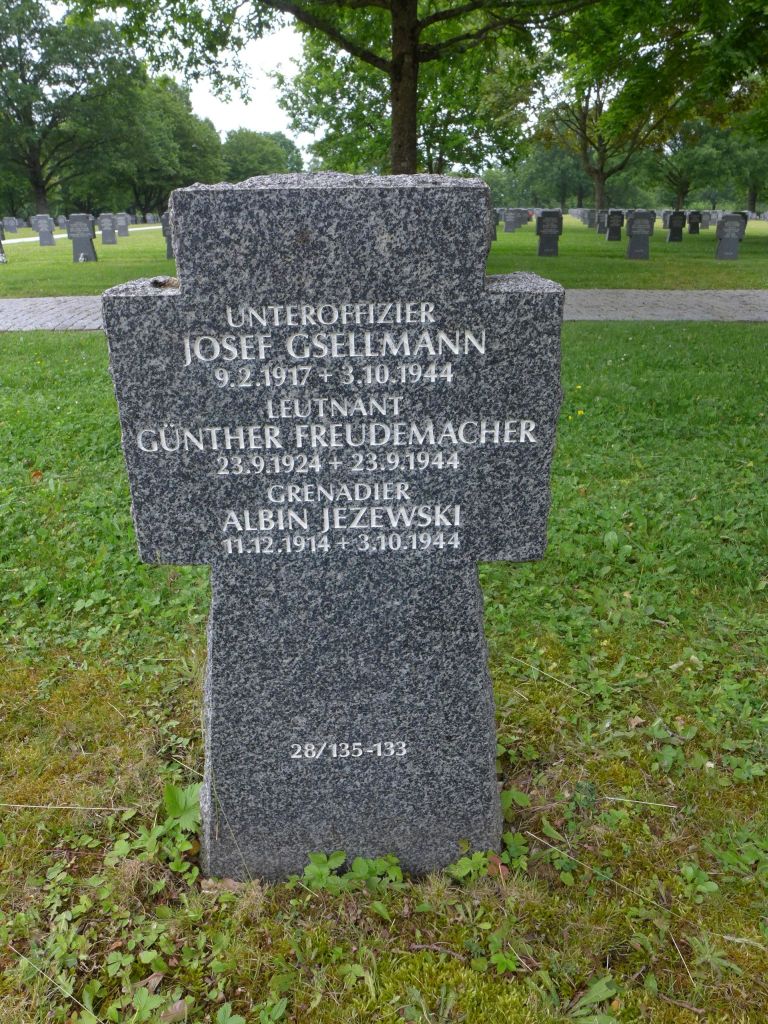 UNTEROFFIZIER
JOSEF GSELLMANN
9.2.1917 + 3.10.1944
LEUTNANT
GÜNTHER FREUDEMACHER
23.9.1924 + 23.9.1944
GRENADIER
ALBIN JEZEWSKI
11.12.1914 + 3.10.1944
28/135-133